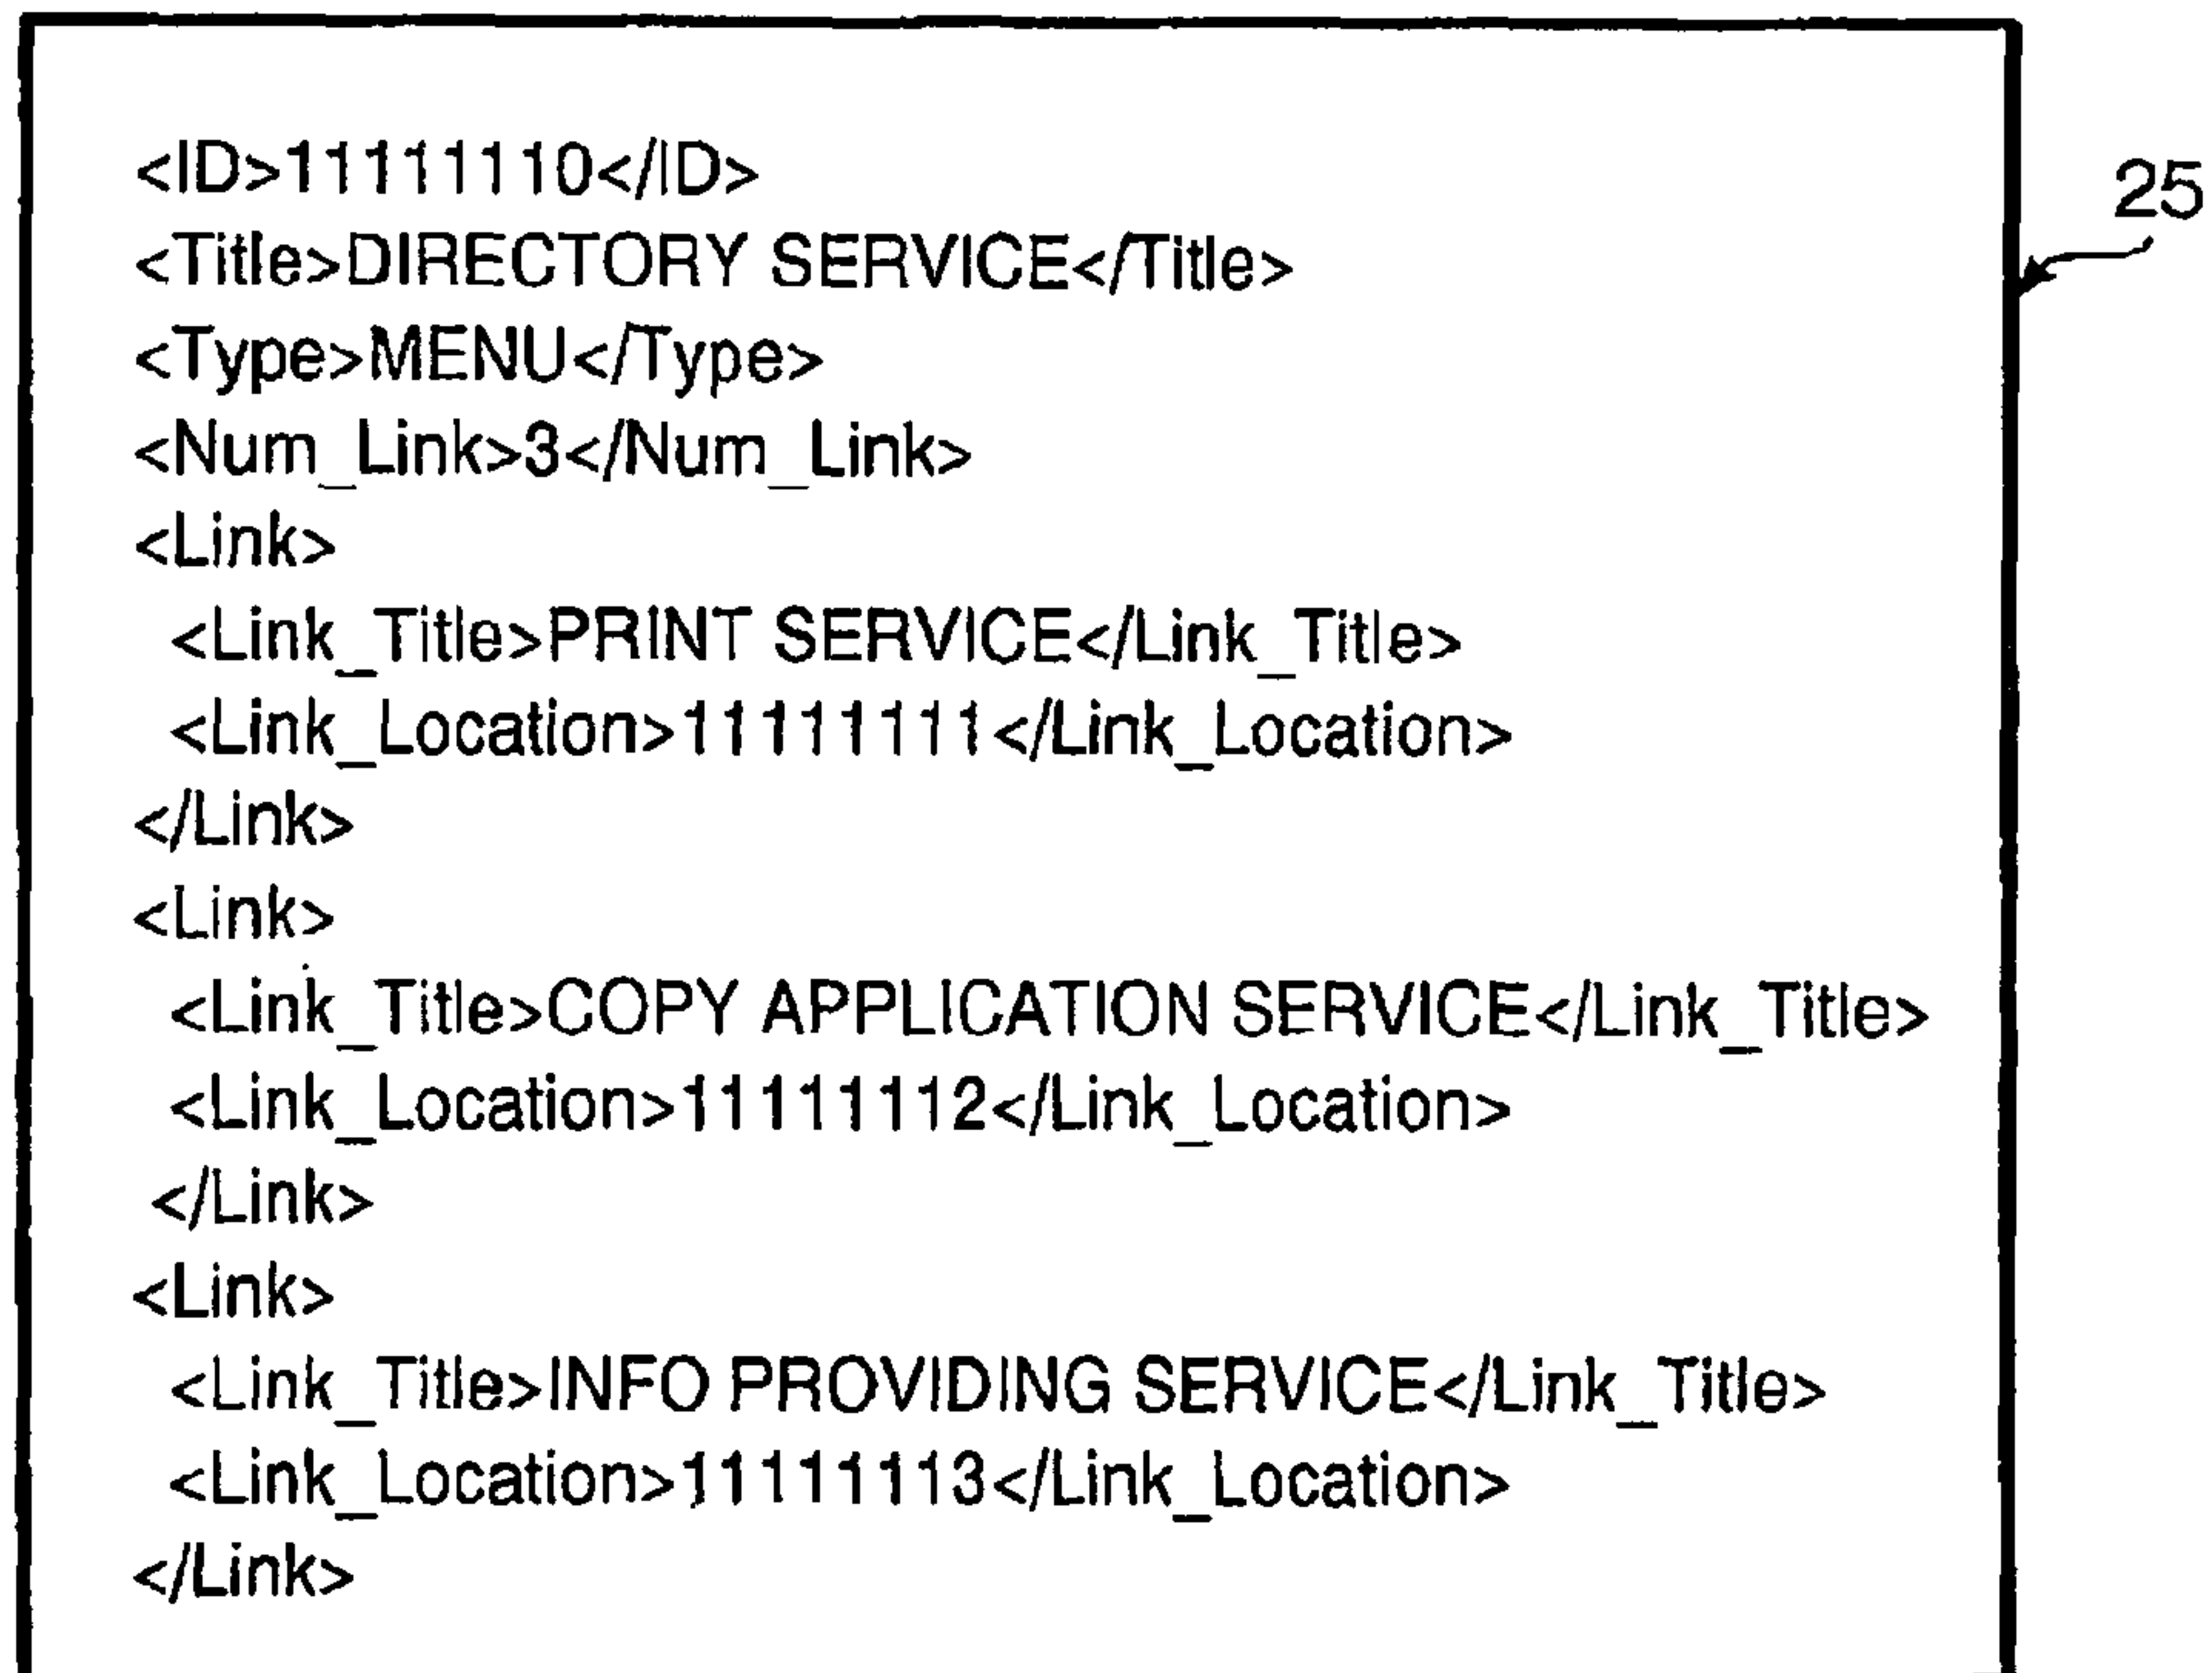 <ID>11111110</ID>
<Title>DIRECTORY SERVICE</Title>
25
<Type>MENU</Type>
<Num_Link>3</Num_Link>
<Link>
<Link_Title>PRINT SERVICE</Link_Title>
<Link_Location>11111111</Link_Location>
</Link>
<Link>
<Link_Title>COPY APPLICATION SERVICE</Link_Title>
<Link_Location>11111112</Link_Location>
</Link>
<Link>
<Link_Title>INFO PROVIDING SERVICE</Link_Title>
<Link_Location>11111113</Link_Location>
</Link>